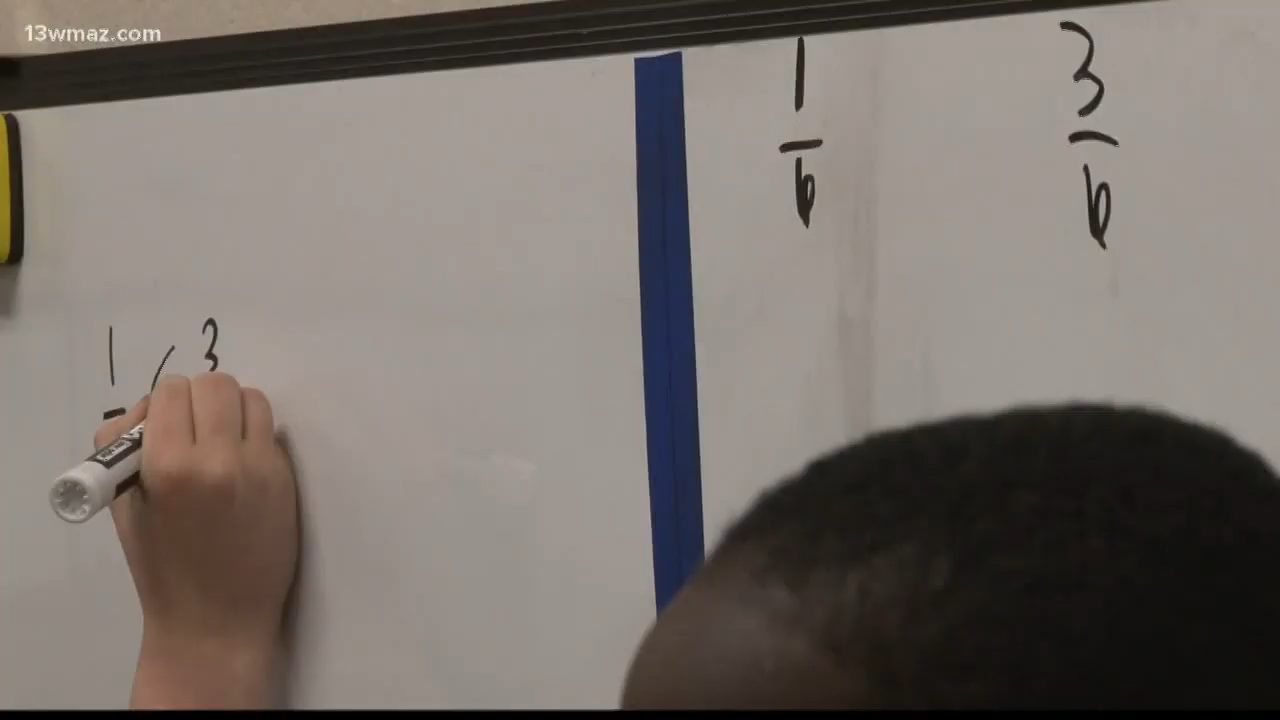 13wmaz.com
1 3
— —
6 6
1 ( 3
—